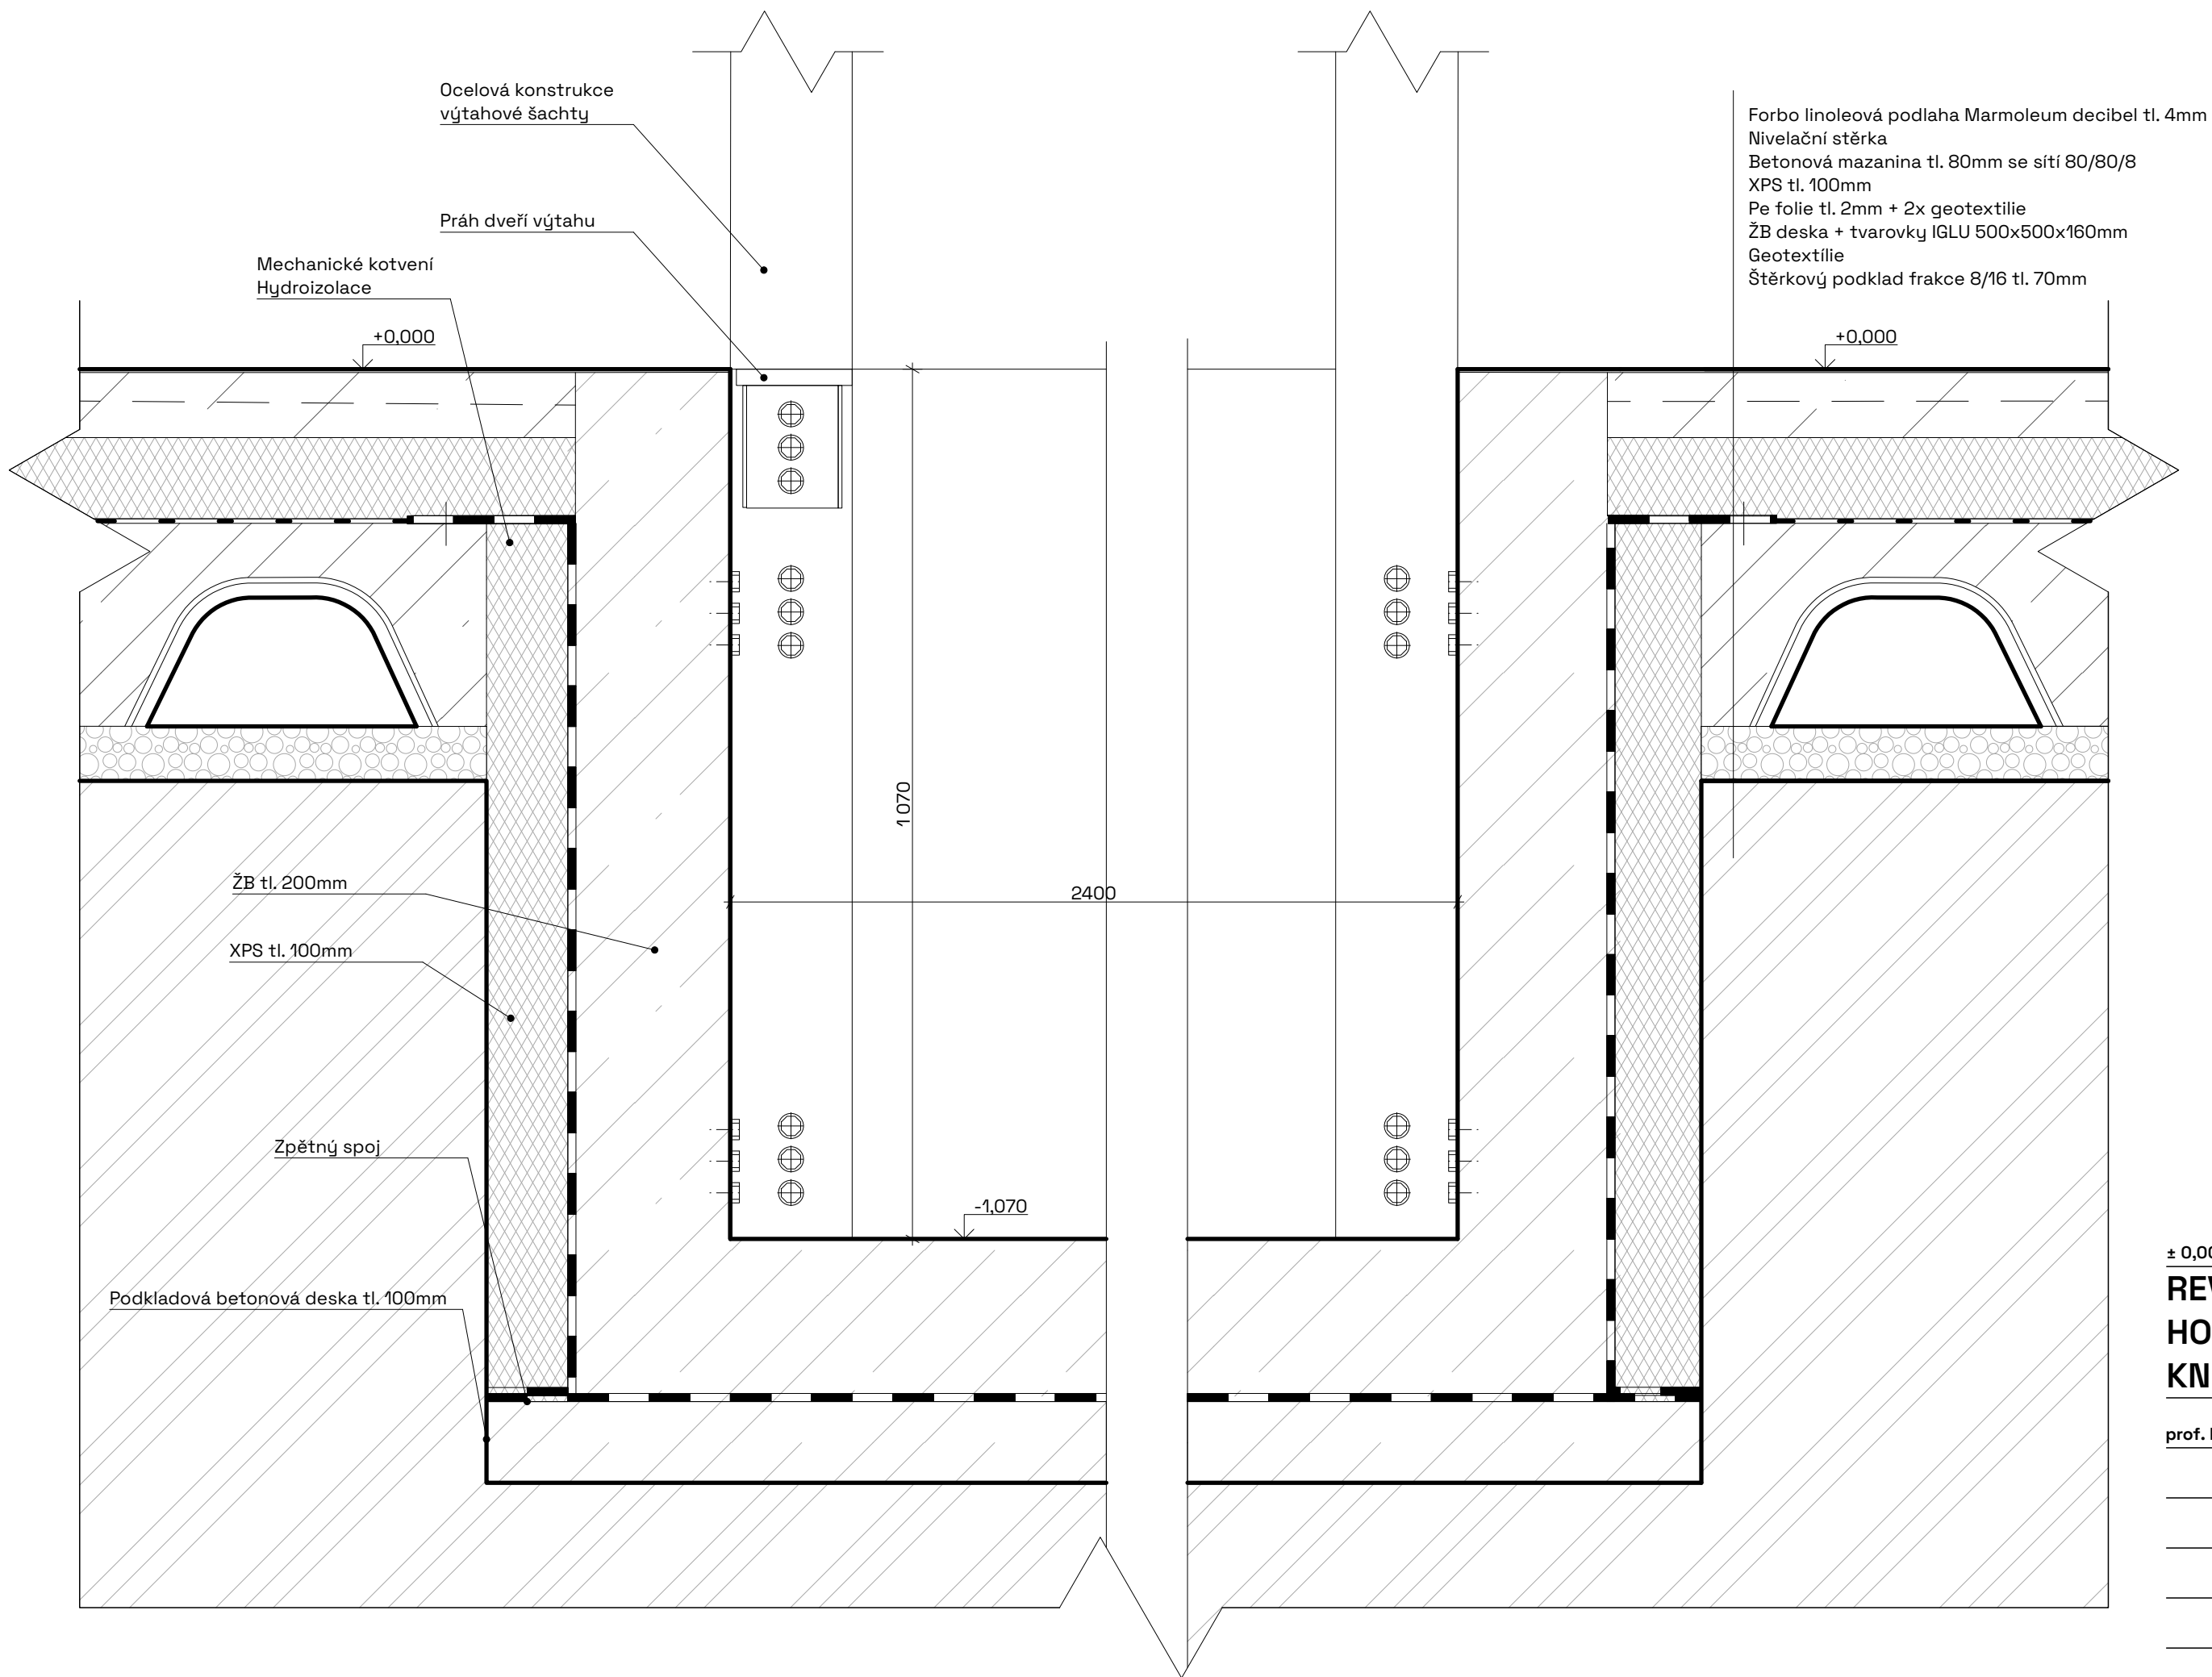 Ocelová konstrukce
výtahové šachty
Forbo linoleová podlaha Marmoleum decibel tl. 4mm
Nivelační stěrka
Betonová mazanina tl. 80mm se sítí 80/80/8
XPS tl. 100mm
Pe folie tl. 2mm + 2x geotextilie
ŽB deska + tvarovky IGLU 500x500x160mm
Geotextílie
Štěrkový podklad frakce 8/16 tl. 70mm
Práh dveří výtahu
Mechanické kotvení
Hydroizolace
+0,000
+0,000
1 070
2400
ŽB tl. 200mm
XPS tl. 100mm
Zpětný spoj
-1,070
Podkladová betonová deska tl. 100mm
prof.